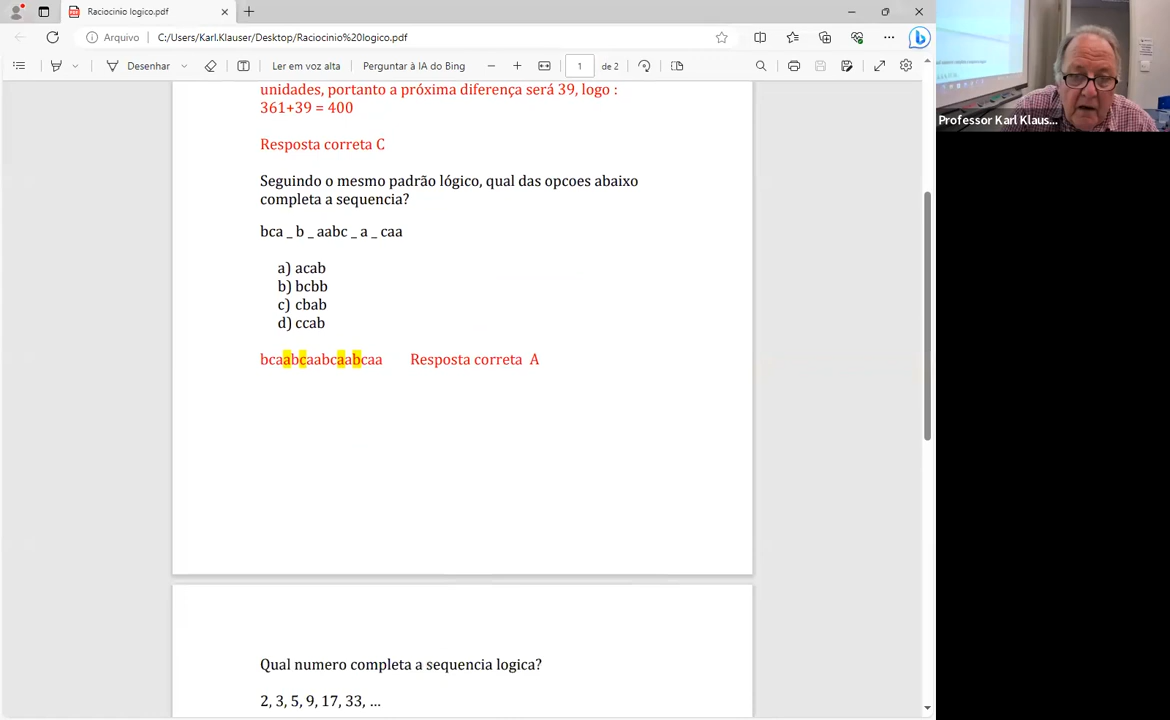 Raciocinio logico.pdf
Arquivo
C:/Users/Karl.Klauser/Desktop/Raciocinio%20logico.pdf
Desenhar
Ler em voz alta
Perguntar à IA do Bing
1
de 2
unidades, portanto a próxima diferença será 39, logo :
361+39 = 400
Resposta correta C
Seguindo o mesmo padrão lógico, qual das opcoes abaixo
completa a sequencia?
bca _ b _ aabc _ a _ caa
a) acab
b) bcbb
c) cbab
d) ccab
bcaabcaabcaabcaa Resposta correta A
Qual numero completa a sequencia logica?
2, 3, 5, 9, 17, 33, ...
Professor Karl Klaus...